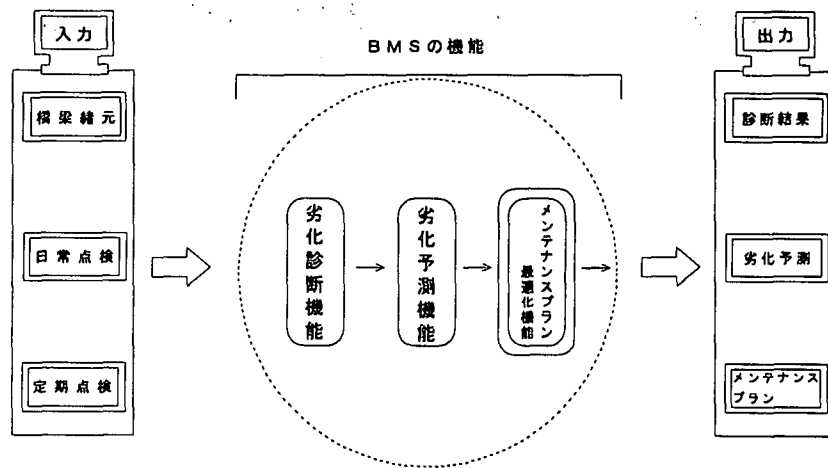 入力
BMSの機能
出力
橋梁緒元
診断結果
劣化診断機能
劣化予測機能
メンテナンスプラン
最適化機能
日常点検
劣化予測
定期点検
メンテナンス
プラン